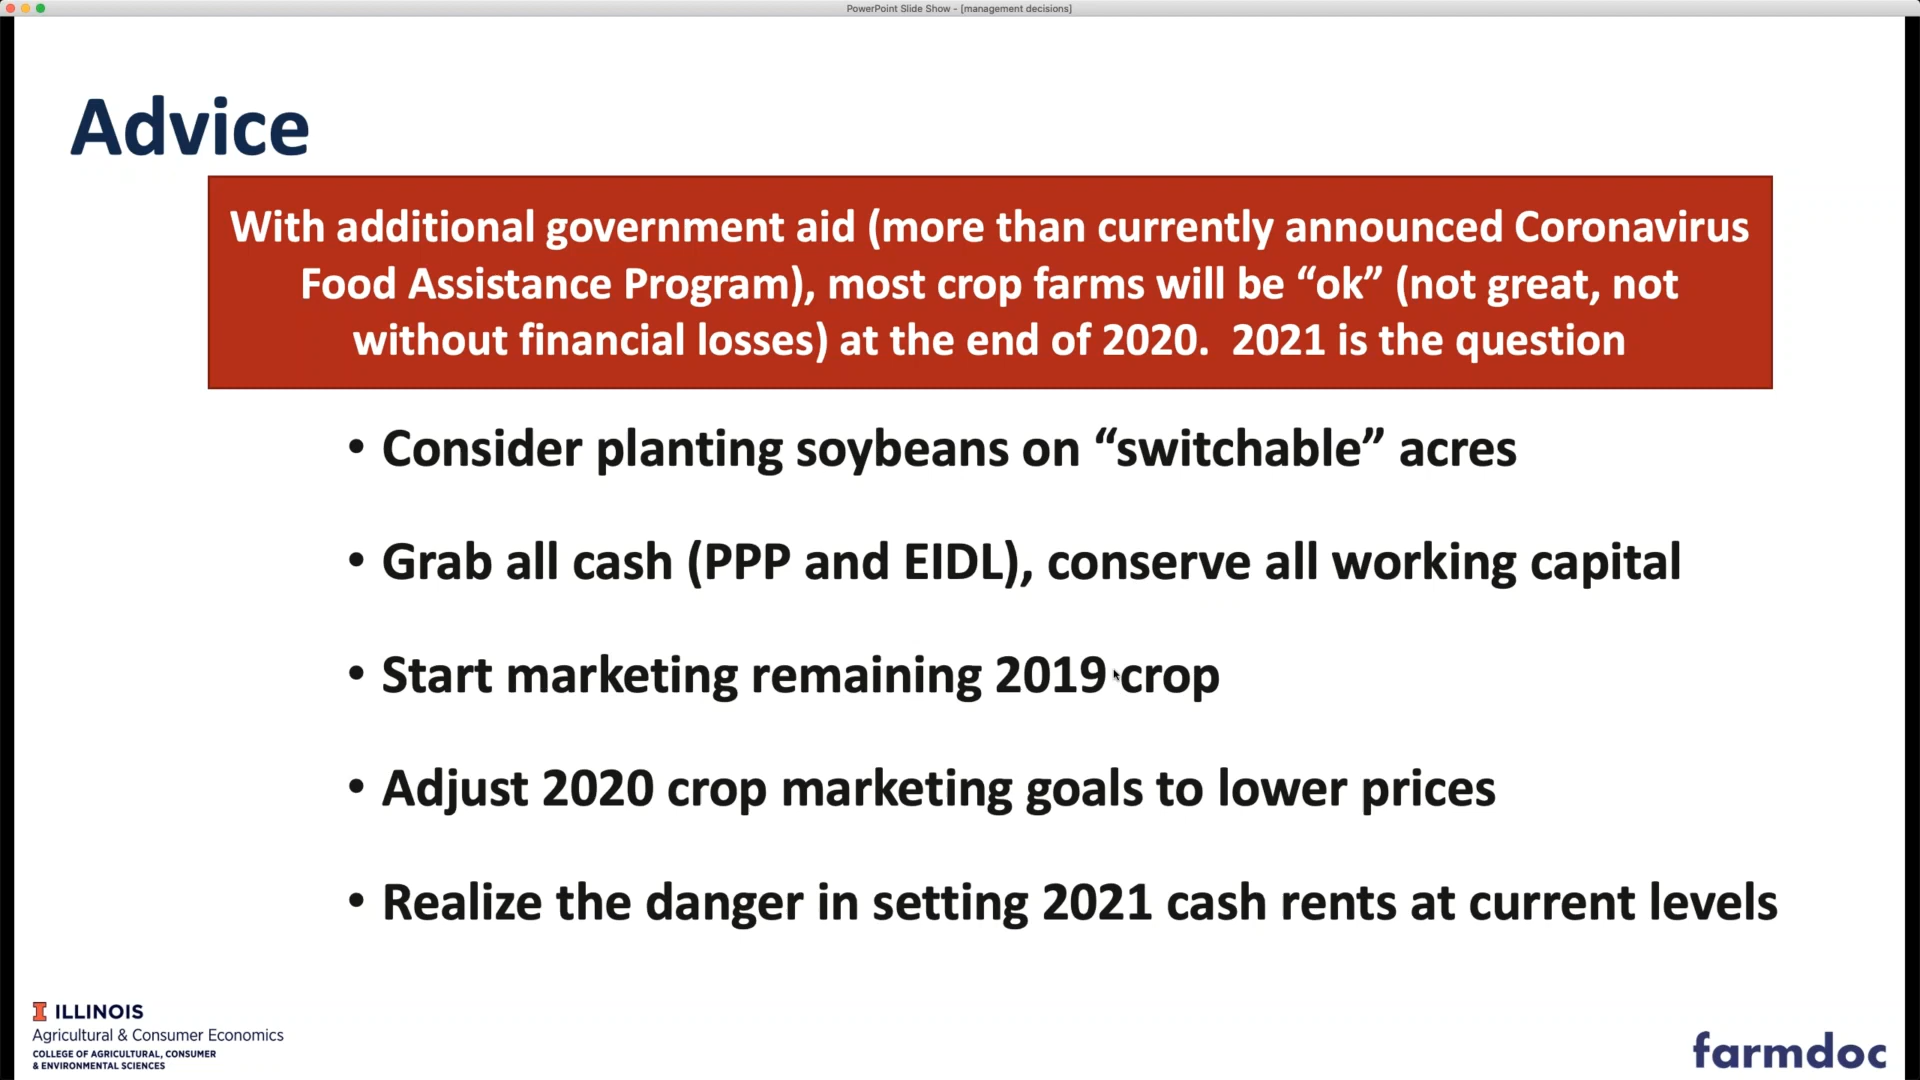 PowerPoint Slide Show - [management decisions]
Advice
With additional government aid (more than currently announced Coronavirus
Food Assistance Program), most crop farms will be “ok” (not great, not
without financial losses) at the end of 2020.  2021 is the question
• Consider planting soybeans on “switchable” acres
• Grab all cash (PPP and EIDL), conserve all working capital
• Start marketing remaining 2019 crop
• Adjust 2020 crop marketing goals to lower prices
• Realize the danger in setting 2021 cash rents at current levels
I ILLINOIS
Agricultural & Consumer Economics
COLLEGE OF AGRICULTURAL, CONSUMER
& ENVIRONMENTAL SCIENCES
farmdoc